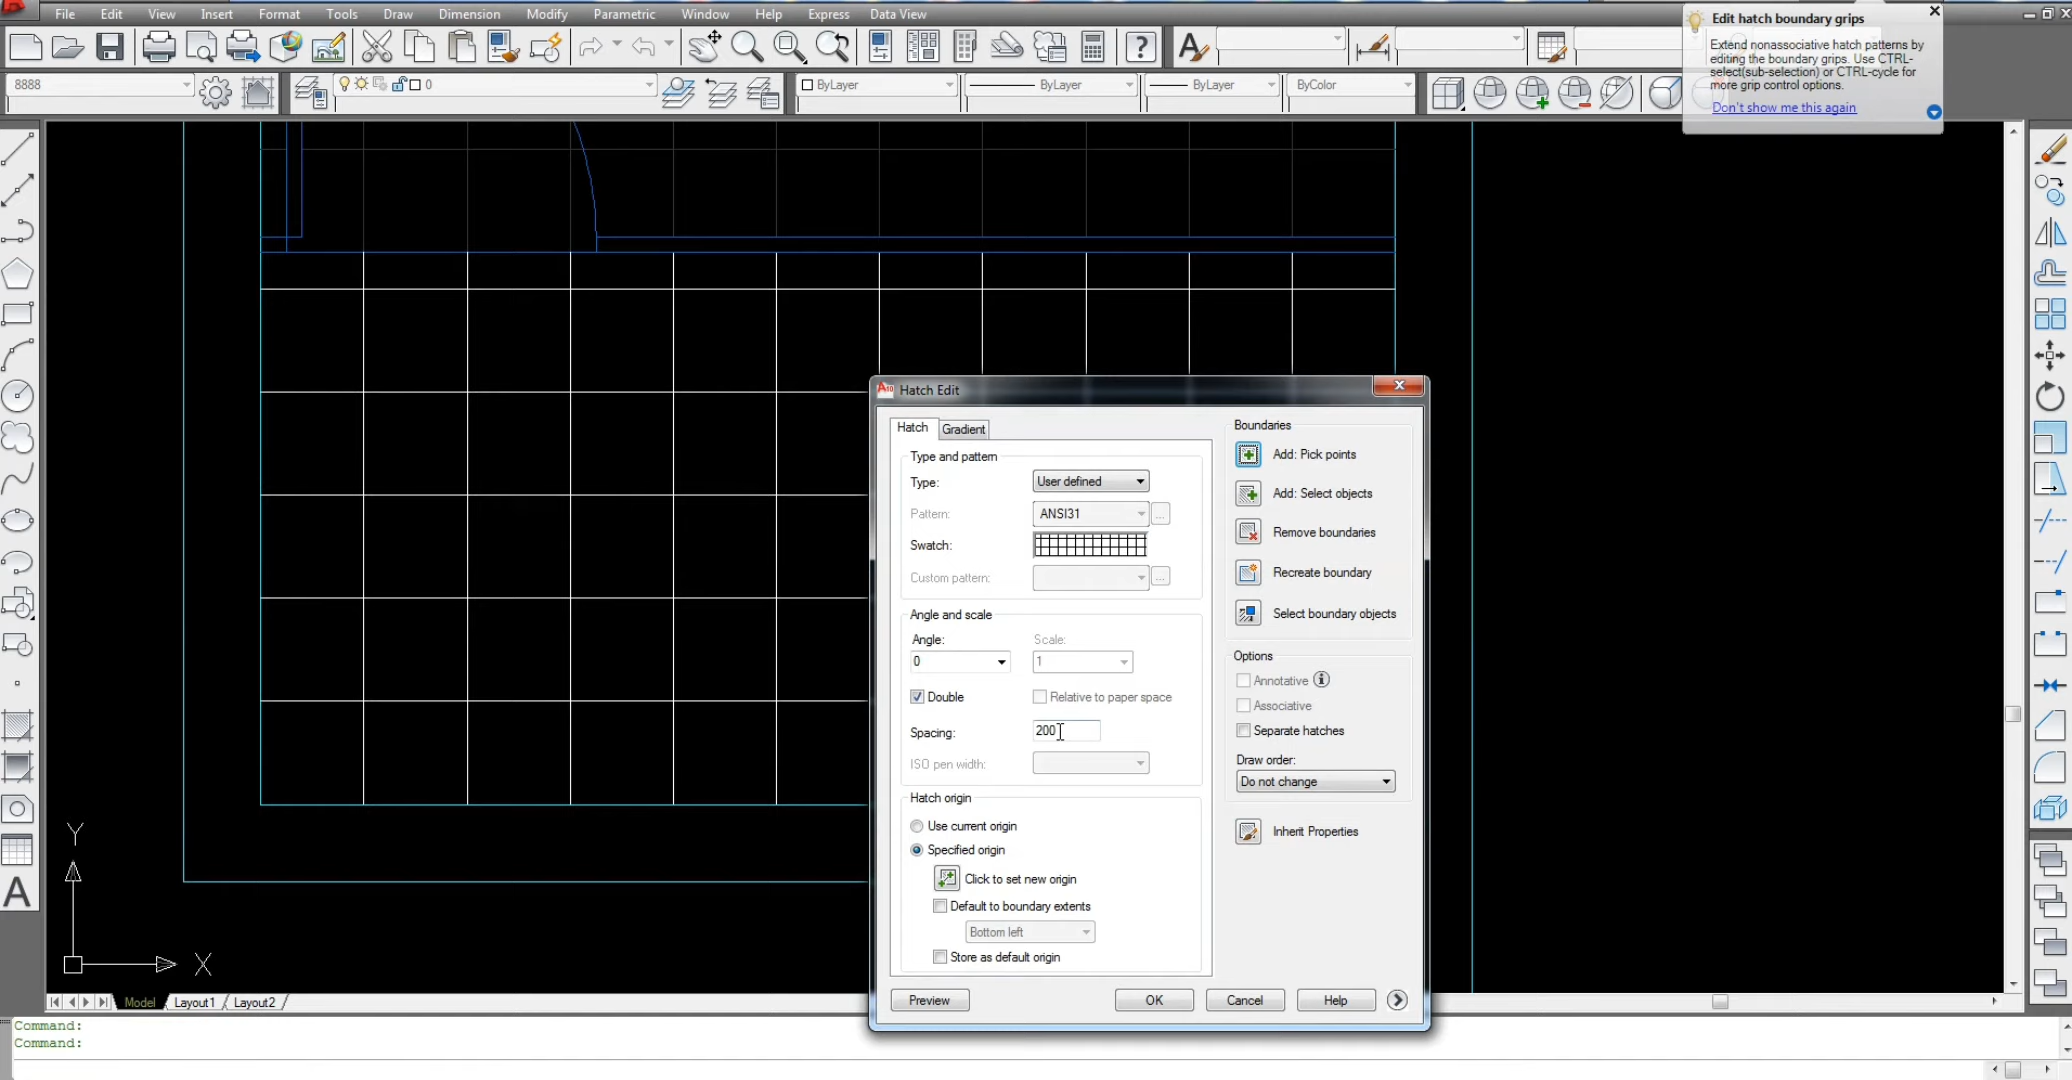 File Edit View Insert Format Tools Draw Dimension Modify Parametric Window Help Express Data View
Edit hatch boundary grips
Extend nonassociative hatch patterns by
editing the boundary grips. Use CTRL-
select(sub-selection) or CTRL-cycle for
more grip control options.
Don't show me this again
8888
0
ByLayer
ByLayer
ByLayer
ByColor
A
A10 Hatch Edit
Hatch Gradient
Type and pattern
Type: User defined
Pattern: ANSI31 ...
Swatch:
Custom pattern: ...
Angle and scale
Angle: Scale:
0 1
Double Relative to paper space
Spacing: 200
ISO pen width:
Hatch origin
Use current origin
Specified origin
Click to set new origin
Default to boundary extents
Bottom left
Store as default origin
Boundaries
Add: Pick points
Add: Select objects
Remove boundaries
Recreate boundary
Select boundary objects
Options
Annotative
Associative
Separate hatches
Draw order:
Do not change
Inherit Properties
Preview OK Cancel Help
A
Y
X
Model Layout1 Layout2
Command:
Command: